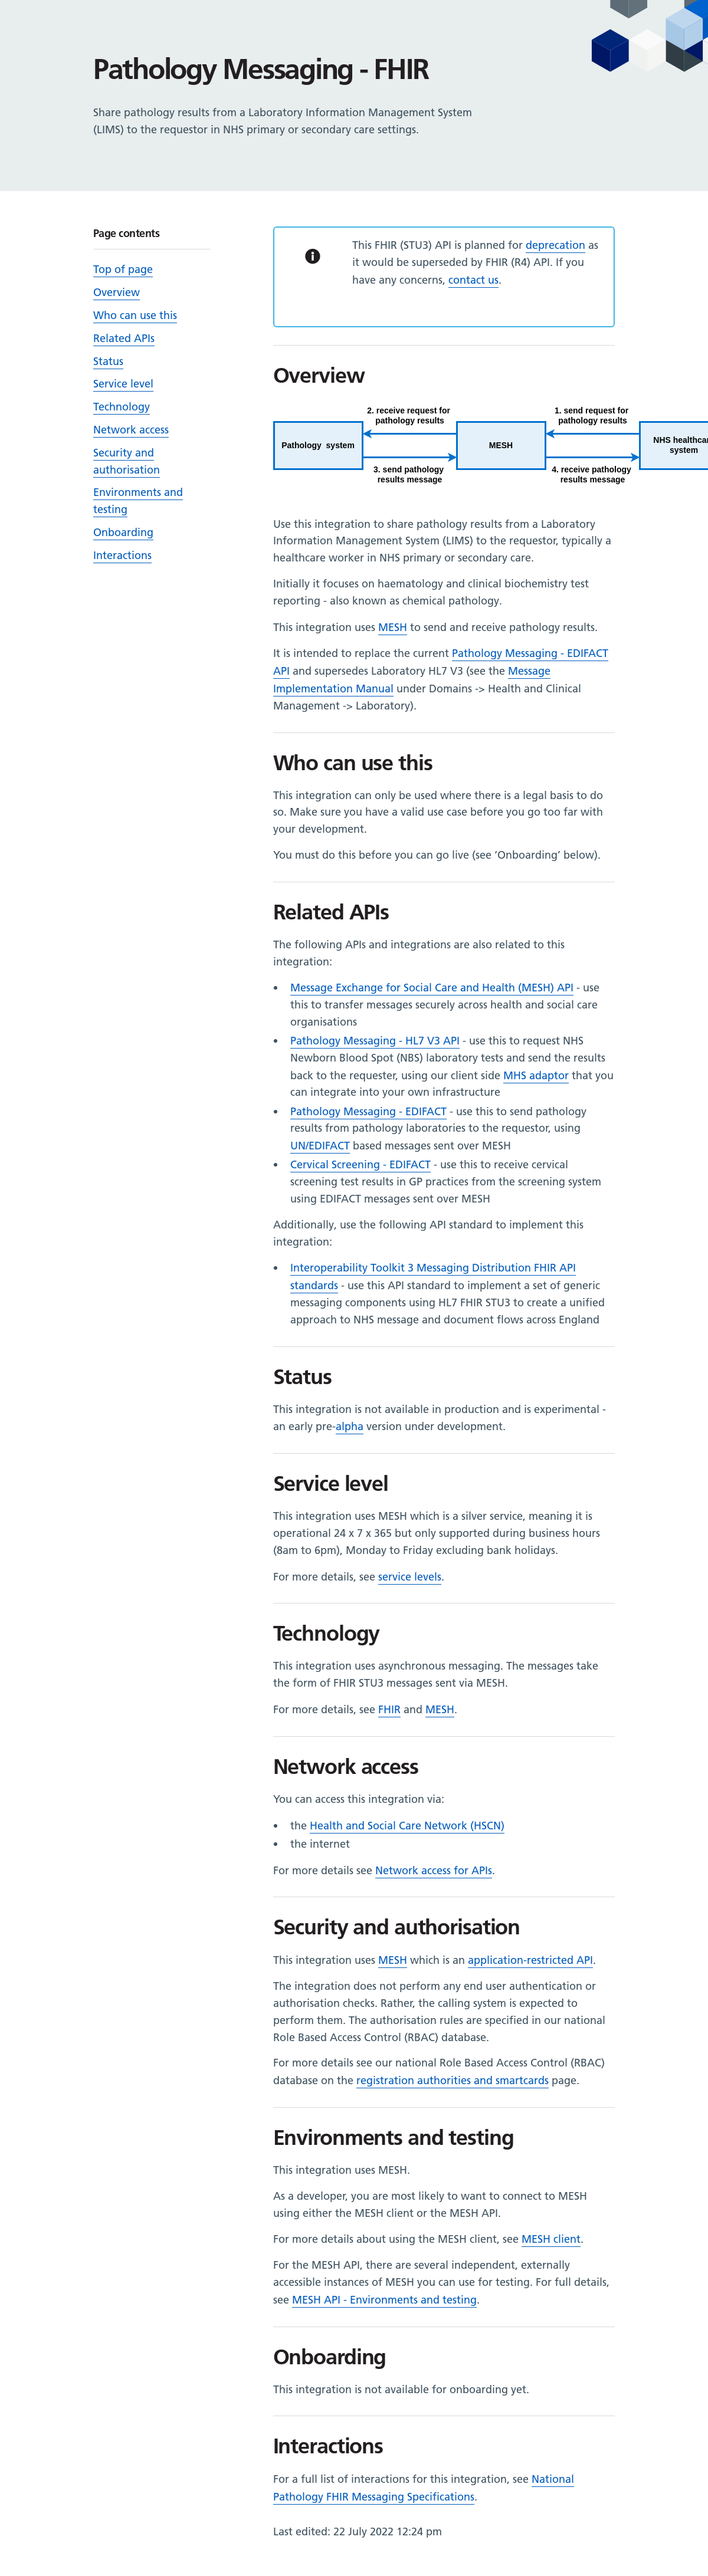 Pathology Messaging - FHIR
Share pathology results from a Laboratory Information Management System
(LIMS) to the requestor in NHS primary or secondary care settings.
Page contents
Top of page
Overview
Who can use this
Related APIs
Status
Service level
Technology
Network access
Security and
authorisation
Environments and
testing
Onboarding
Interactions
This FHIR (STU3) API is planned for deprecation as
it would be superseded by FHIR (R4) API. If you
have any concerns, contact us.
Overview
2. receive request for
pathology results
1. send request for
pathology results
Pathology system
MESH
NHS healthcar
system
3. send pathology
results message
4. receive pathology
results message
Use this integration to share pathology results from a Laboratory
Information Management System (LIMS) to the requestor, typically a
healthcare worker in NHS primary or secondary care.
Initially it focuses on haematology and clinical biochemistry test
reporting - also known as chemical pathology.
This integration uses MESH to send and receive pathology results.
It is intended to replace the current Pathology Messaging - EDIFACT
API and supersedes Laboratory HL7 V3 (see the Message
Implementation Manual under Domains -> Health and Clinical
Management -> Laboratory).
Who can use this
This integration can only be used where there is a legal basis to do
so. Make sure you have a valid use case before you go too far with
your development.
You must do this before you can go live (see ‘Onboarding’ below).
Related APIs
The following APIs and integrations are also related to this
integration:
• Message Exchange for Social Care and Health (MESH) API - use
this to transfer messages securely across health and social care
organisations
• Pathology Messaging - HL7 V3 API - use this to request NHS
Newborn Blood Spot (NBS) laboratory tests and send the results
back to the requester, using our client side MHS adaptor that you
can integrate into your own infrastructure
• Pathology Messaging - EDIFACT - use this to send pathology
results from pathology laboratories to the requestor, using
UN/EDIFACT based messages sent over MESH
• Cervical Screening - EDIFACT - use this to receive cervical
screening test results in GP practices from the screening system
using EDIFACT messages sent over MESH
Additionally, use the following API standard to implement this
integration:
• Interoperability Toolkit 3 Messaging Distribution FHIR API
standards - use this API standard to implement a set of generic
messaging components using HL7 FHIR STU3 to create a unified
approach to NHS message and document flows across England
Status
This integration is not available in production and is experimental -
an early pre-alpha version under development.
Service level
This integration uses MESH which is a silver service, meaning it is
operational 24 x 7 x 365 but only supported during business hours
(8am to 6pm), Monday to Friday excluding bank holidays.
For more details, see service levels.
Technology
This integration uses asynchronous messaging. The messages take
the form of FHIR STU3 messages sent via MESH.
For more details, see FHIR and MESH.
Network access
You can access this integration via:
• the Health and Social Care Network (HSCN)
• the internet
For more details see Network access for APIs.
Security and authorisation
This integration uses MESH which is an application-restricted API.
The integration does not perform any end user authentication or
authorisation checks. Rather, the calling system is expected to
perform them. The authorisation rules are specified in our national
Role Based Access Control (RBAC) database.
For more details see our national Role Based Access Control (RBAC)
database on the registration authorities and smartcards page.
Environments and testing
This integration uses MESH.
As a developer, you are most likely to want to connect to MESH
using either the MESH client or the MESH API.
For more details about using the MESH client, see MESH client.
For the MESH API, there are several independent, externally
accessible instances of MESH you can use for testing. For full details,
see MESH API - Environments and testing.
Onboarding
This integration is not available for onboarding yet.
Interactions
For a full list of interactions for this integration, see National
Pathology FHIR Messaging Specifications.
Last edited: 22 July 2022 12:24 pm